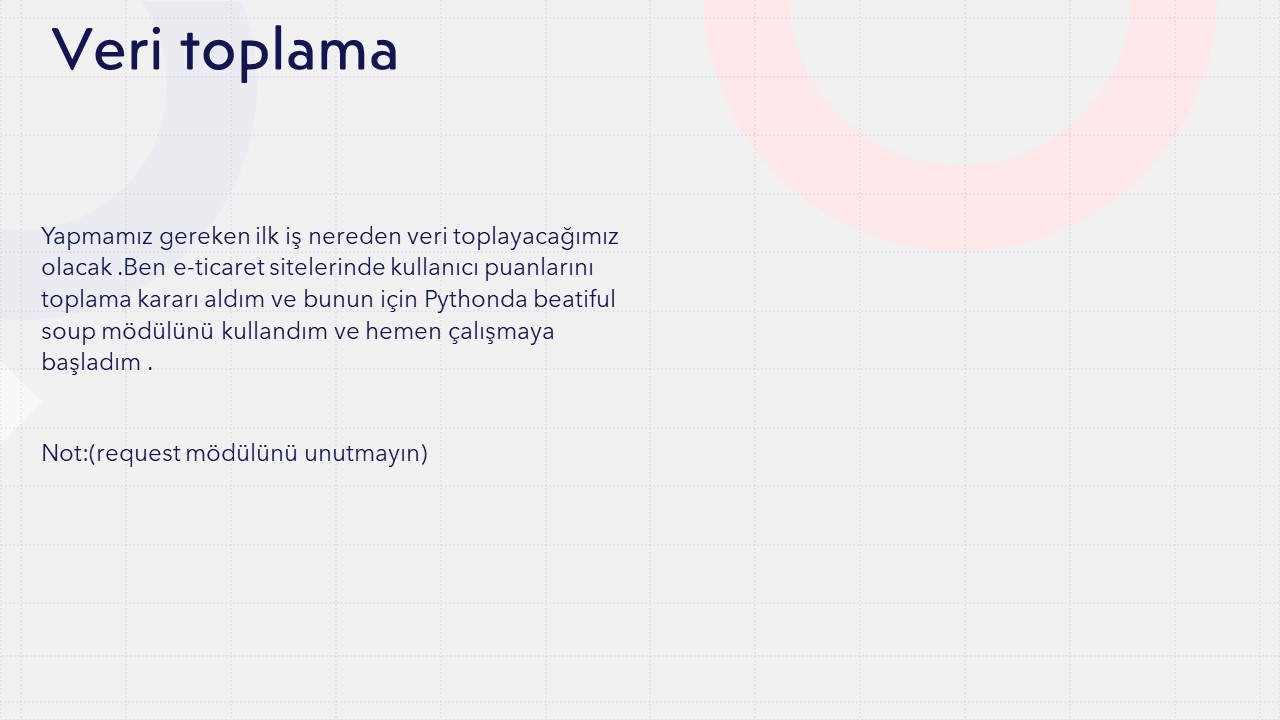 Veri toplama
Yapmamız gereken ilk iş nereden veri toplayacağımız
olacak .Ben e-ticaret sitelerinde kullanıcı puanlarını
toplama kararı aldım ve bunun için Pythonda beatiful
soup mödülünü kullandım ve hemen çalışmaya
başladım .
Not:(request mödülünü unutmayın)